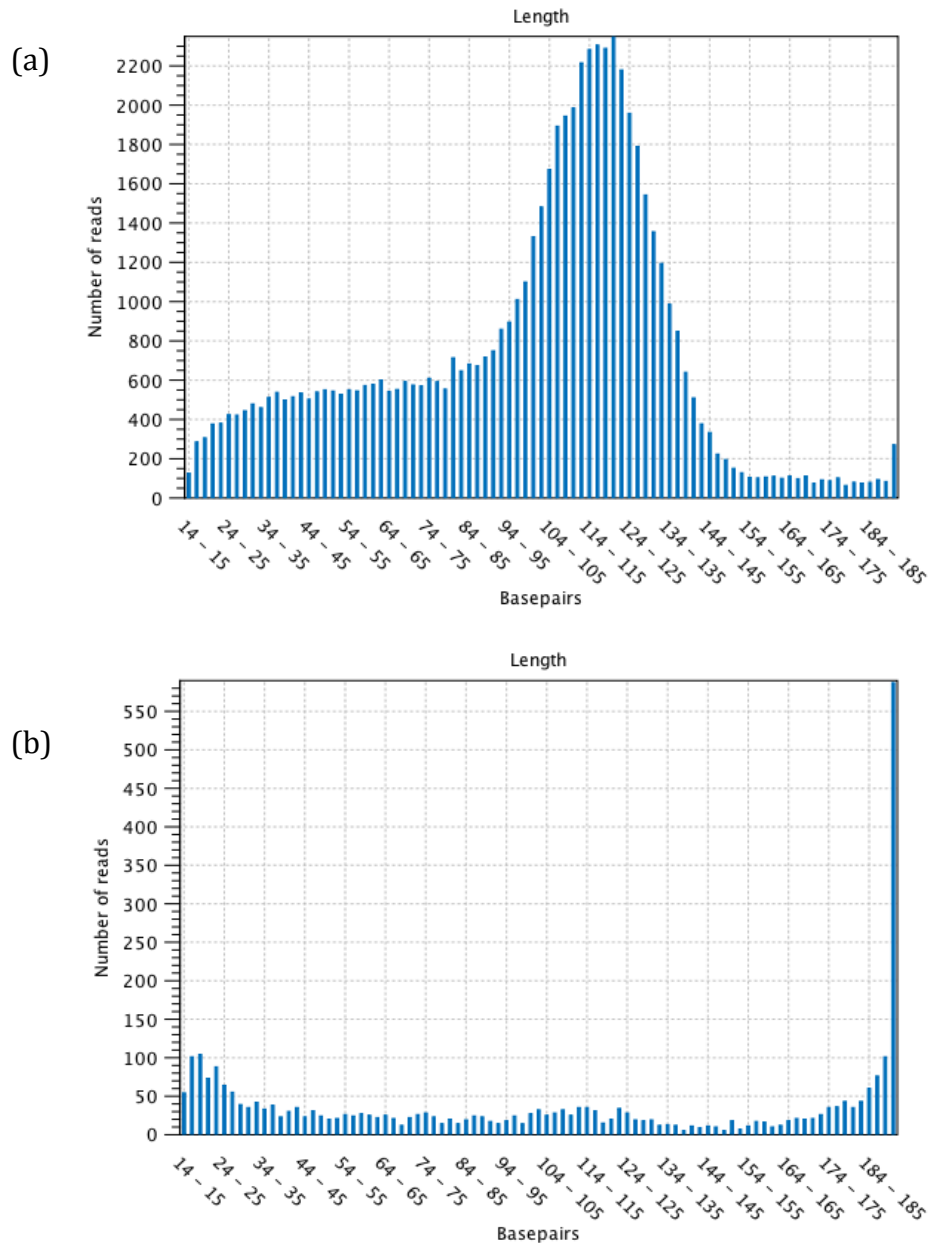 Length
(a)
2200
2000
1800
1600
1400
1200
1000
800
600
400
200
0
Number of reads
14 - 15
24 - 25
34 - 35
44 - 45
54 - 55
64 - 65
74 - 75
84 - 85
94 - 95
104 - 105
114 - 115
124 - 125
134 - 135
144 - 145
154 - 155
164 - 165
174 - 175
184 - 185
Basepairs
Length
(b)
550
500
450
400
350
300
250
200
150
100
50
0
Number of reads
14 - 15
24 - 25
34 - 35
44 - 45
54 - 55
64 - 65
74 - 75
84 - 85
94 - 95
104 - 105
114 - 115
124 - 125
134 - 135
144 - 145
154 - 155
164 - 165
174 - 175
184 - 185
Basepairs